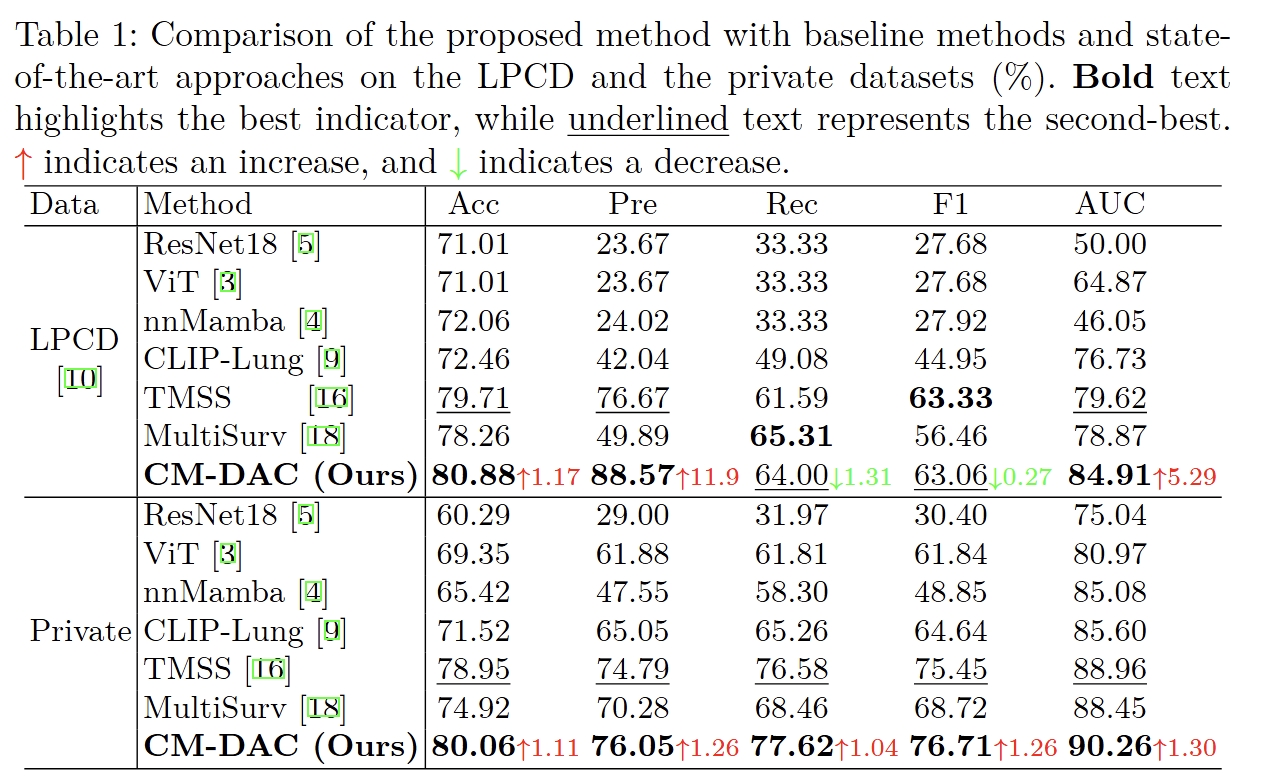 Table 1: Comparison of the proposed method with baseline methods and state-
of-the-art approaches on the LPCD and the private datasets (%). Bold text
highlights the best indicator, while underlined text represents the second-best.
↑ indicates an increase, and ↓ indicates a decrease.
Data Method Acc Pre Rec F1 AUC
LPCD [10]
ResNet18 [5] 71.01 23.67 33.33 27.68 50.00
ViT [3] 71.01 23.67 33.33 27.68 64.87
nnMamba [4] 72.06 24.02 33.33 27.92 46.05
CLIP-Lung [9] 72.46 42.04 49.08 44.95 76.73
TMSS [16] 79.71 76.67 61.59 63.33 79.62
MultiSurv [18] 78.26 49.89 65.31 56.46 78.87
CM-DAC (Ours) 80.88↑1.17 88.57↑11.9 64.00↓1.31 63.06↓0.27 84.91↑5.29
Private
ResNet18 [5] 60.29 29.00 31.97 30.40 75.04
ViT [3] 69.35 61.88 61.81 61.84 80.97
nnMamba [4] 65.42 47.55 58.30 48.85 85.08
CLIP-Lung [9] 71.52 65.05 65.26 64.64 85.60
TMSS [16] 78.95 74.79 76.58 75.45 88.96
MultiSurv [18] 74.92 70.28 68.46 68.72 88.45
CM-DAC (Ours) 80.06↑1.11 76.05↑1.26 77.62↑1.04 76.71↑1.26 90.26↑1.30